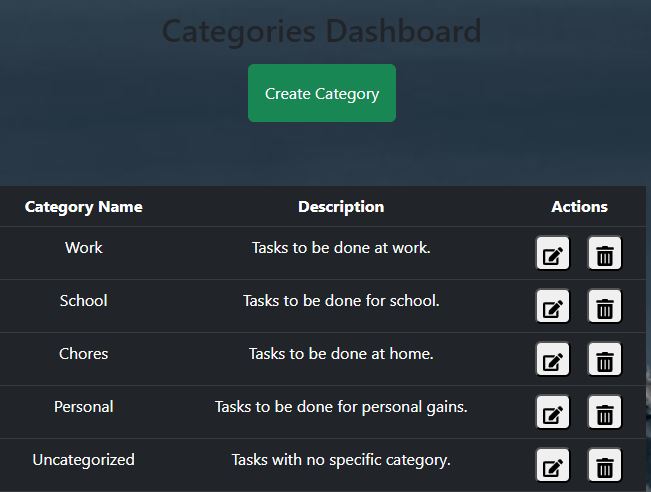 Categories Dashboard
Create Category
Category Name Description Actions
Work Tasks to be done at work.
School Tasks to be done for school.
Chores Tasks to be done at home.
Personal Tasks to be done for personal gains.
Uncategorized Tasks with no specific category.